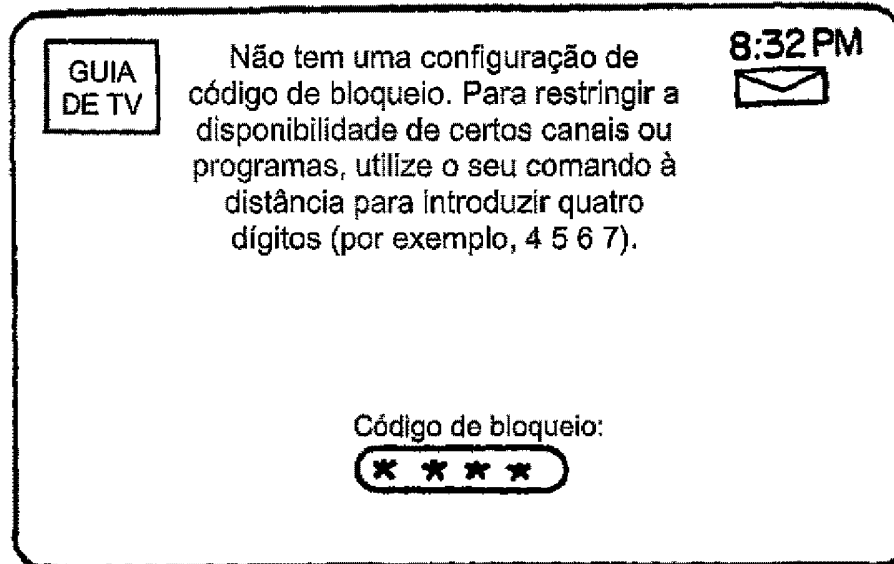 GUIA
DE TV
Não tem uma configuração de
código de bloqueio. Para restringir a
disponibilidade de certos canais ou
programas, utilize o seu comando à
distância para introduzir quatro
dígitos (por exemplo, 4 5 6 7).
8:32 PM
Código de bloqueio:
* * * *